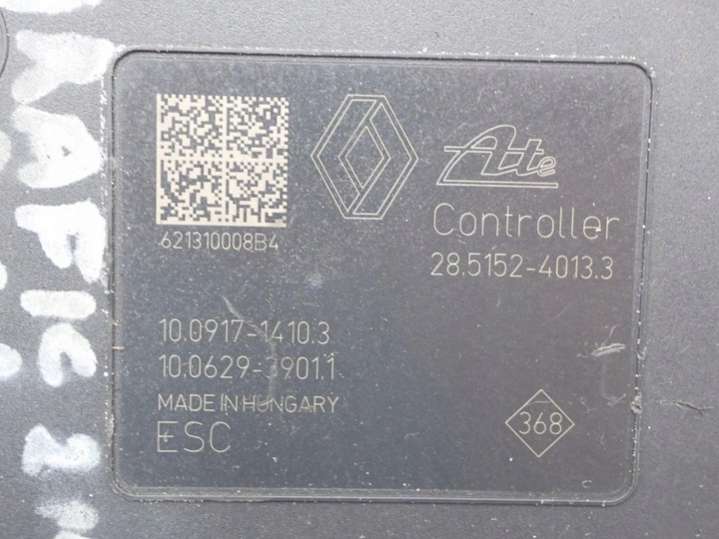 Ate
Controller
28.5152-4013.3
621310008B4
10.0917-1410.3
10.0629-3901.1
MADE IN HUNGARY
ESC
368